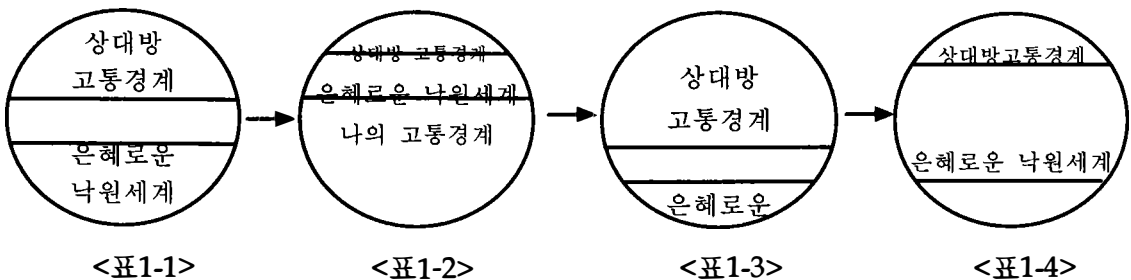 상대방
고통경계
은혜로운
낙원세계
상대방 고통경계
은혜로운 낙원세계
나의 고통경계
상대방
고통경계
은혜로운
상대방고통경계
은혜로운 낙원세계
<표1-1>
<표1-2>
<표1-3>
<표1-4>